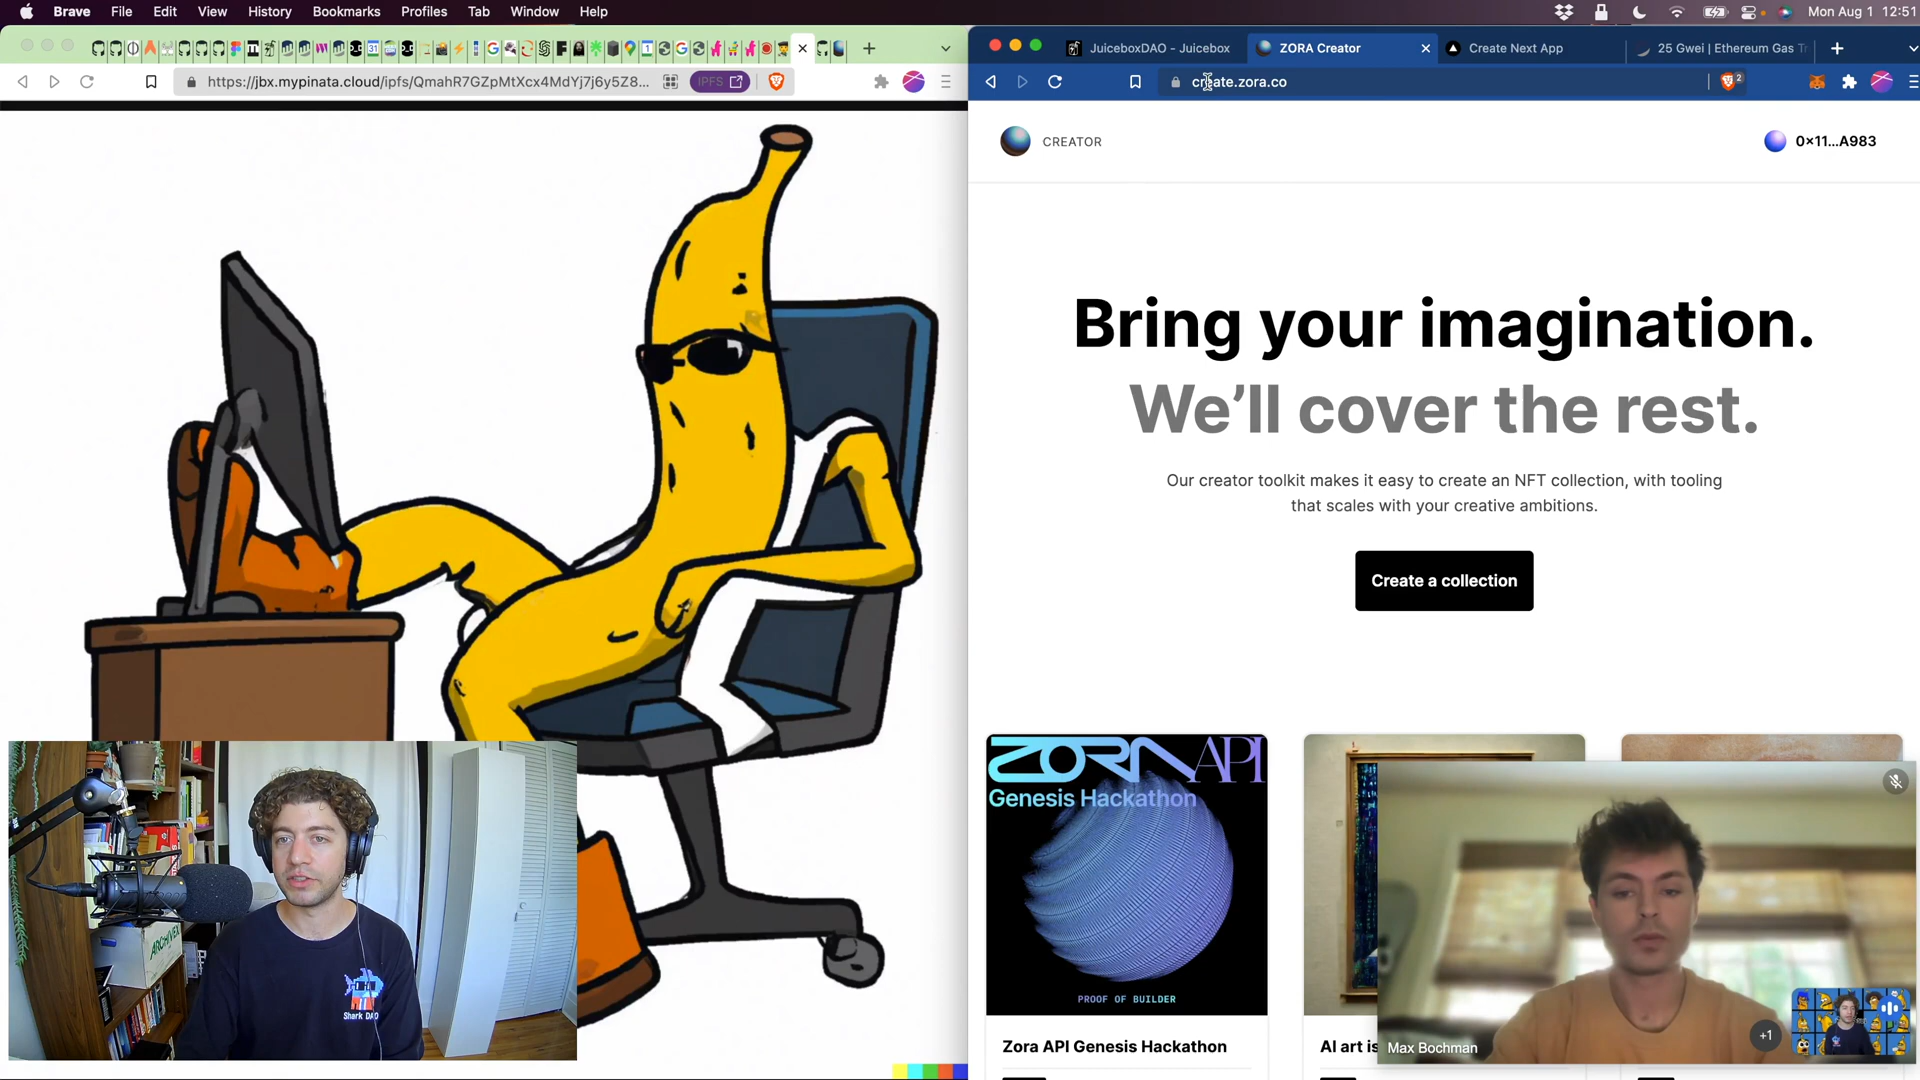 Brave File Edit View History Bookmarks Profiles Tab Window Help
Mon Aug 1 12:51
JuiceboxDAO - Juicebox
ZORA Creator
Create Next App
25 Gwei | Ethereum Gas Tr
https://jbx.mypinata.cloud/ipfs/QmahR7GZpMtXcx4MdYj7j6y5Z8...
IPFS
create.zora.co
2
CREATOR
0×11...A983
Bring your imagination.
We’ll cover the rest.
Our creator toolkit makes it easy to create an NFT collection, with tooling
that scales with your creative ambitions.
Create a collection
ZORA API
Genesis Hackathon
PROOF OF BUILDER
Zora API Genesis Hackathon
AI art is
Max Bochman
+1
ARCHIVEX
Shark DAO